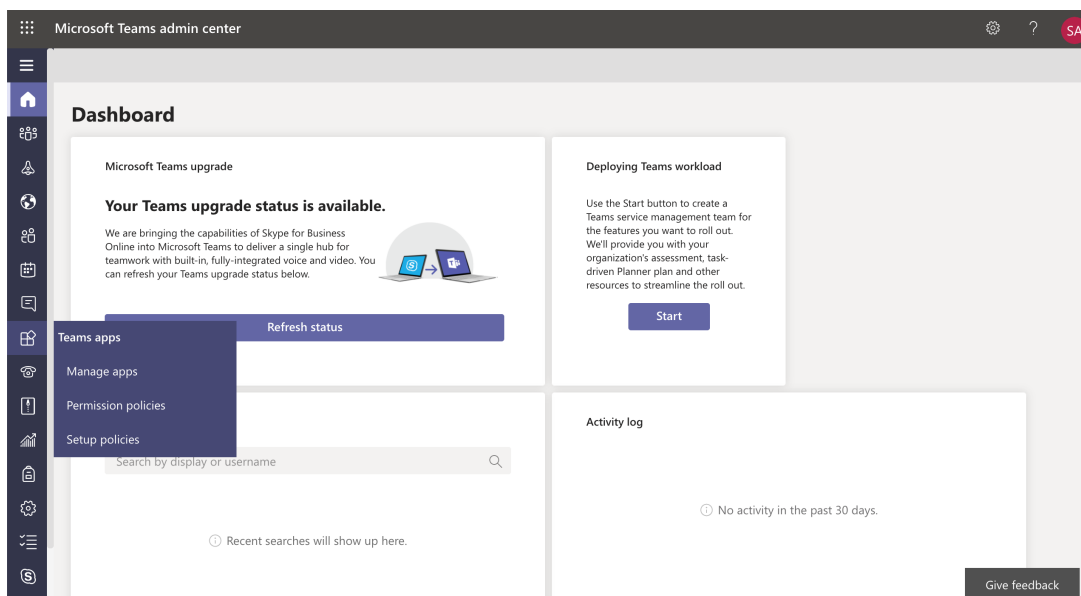 Microsoft Teams admin center
?
SA
Dashboard
Microsoft Teams upgrade
Your Teams upgrade status is available.
We are bringing the capabilities of Skype for Business
Online into Microsoft Teams to deliver a single hub for
teamwork with built-in, fully-integrated voice and video. You
can refresh your Teams upgrade status below.
Refresh status
Deploying Teams workload
Use the Start button to create a
Teams service management team for
the features you want to roll out.
We'll provide you with your
organization's assessment, task-
driven Planner plan and other
resources to streamline the roll out.
Start
Teams apps
Manage apps
Permission policies
Setup policies
Search by display or username
Recent searches will show up here.
Activity log
No activity in the past 30 days.
Give feedback